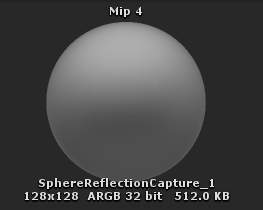 Mip 4
SphereReflectionCapture_1
128x128 ARGB 32 bit 512.0 KB